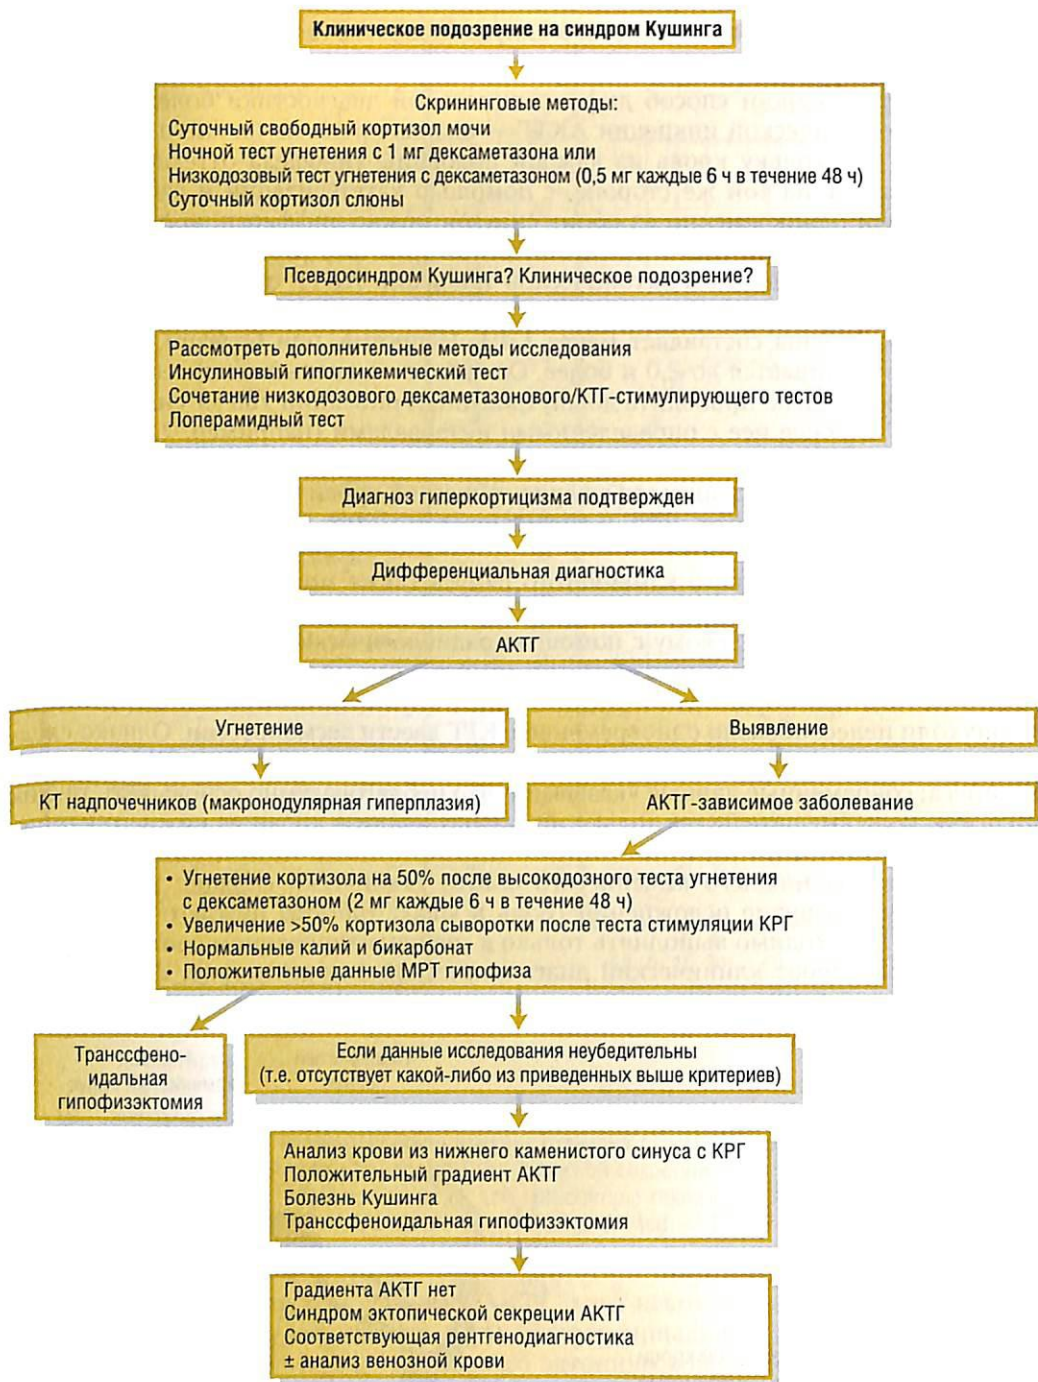 Клиническое подозрение на синдром Кушинга
Скрининговые методы:
Суточный свободный кортизол мочи
Ночной тест угнетения с 1 мг дексаметазона или
Низкодозовый тест угнетения с дексаметазоном (0,5 мг каждые 6 ч в течение 48 ч)
Суточный кортизол слюны
Псевдосиндром Кушинга? Клиническое подозрение?
Рассмотреть дополнительные методы исследования
Инсулиновый гипогликемический тест
Сочетание низкодозового дексаметазонового/КТГ-стимулирующего тестов
Лоперамидный тест
Диагноз гиперкортицизма подтвержден
Дифференциальная диагностика
АКТГ
Угнетение
Выявление
КТ надпочечников (макронодулярная гиперплазия)
АКТГ-зависимое заболевание
• Угнетение кортизола на 50% после высокодозного теста угнетения
с дексаметазоном (2 мг каждые 6 ч в течение 48 ч)
• Увеличение >50% кортизола сыворотки после теста стимуляции КРГ
• Нормальные калий и бикарбонат
• Положительные данные МРТ гипофиза
Транссфено-
идальная
гипофизэктомия
Если данные исследования неубедительны
(т.е. отсутствует какой-либо из приведенных выше критериев)
Анализ крови из нижнего каменистого синуса с КРГ
Положительный градиент АКТГ
Болезнь Кушинга
Транссфеноидальная гипофизэктомия
Градиента АКТГ нет
Синдром эктопической секреции АКТГ
Соответствующая рентгенодиагностика
± анализ венозной крови